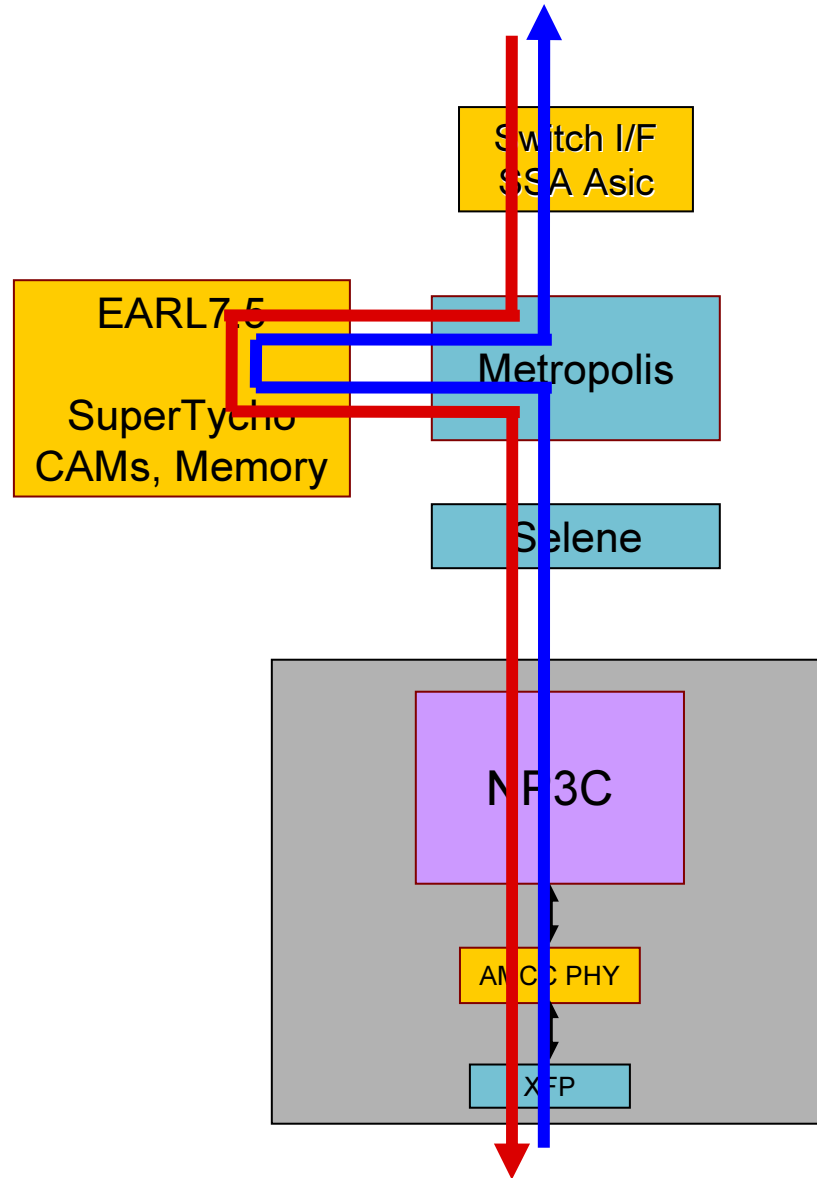 Switch I/F
SSA Asic
EARL7.5
SuperTycho
CAMs, Memory
Metropolis
Selene
NP3C
AMCC PHY
XFP